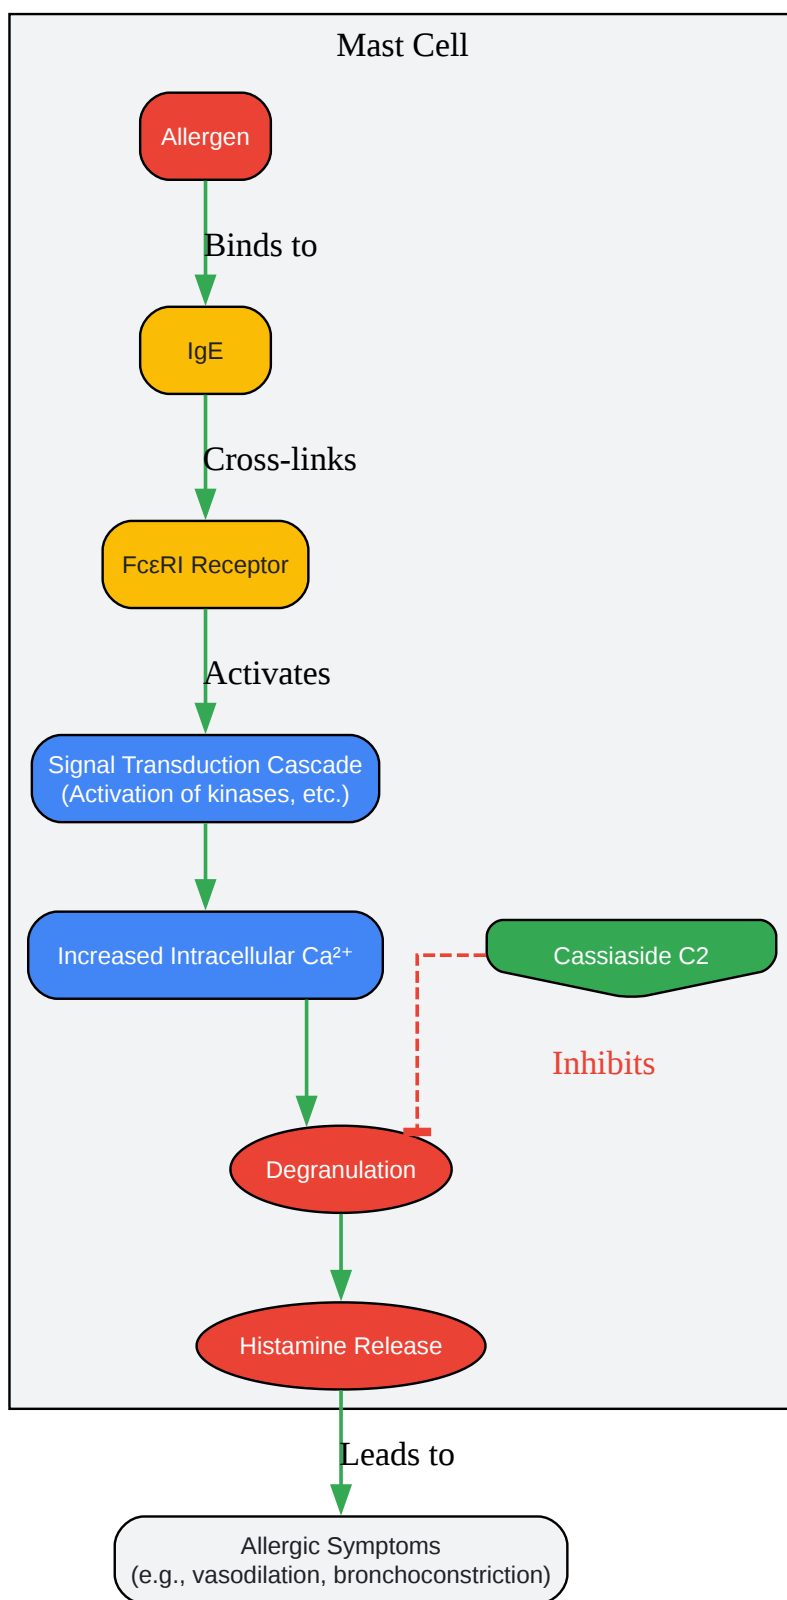 Mast Cell
Allergen
Binds to
IgE
Cross-links
FcεRI Receptor
Activates
Signal Transduction Cascade
(Activation of kinases, etc.)
Increased Intracellular Ca²⁺
Cassiaside C2
Inhibits
Degranulation
Histamine Release
Leads to
Allergic Symptoms
(e.g., vasodilation, bronchoconstriction)